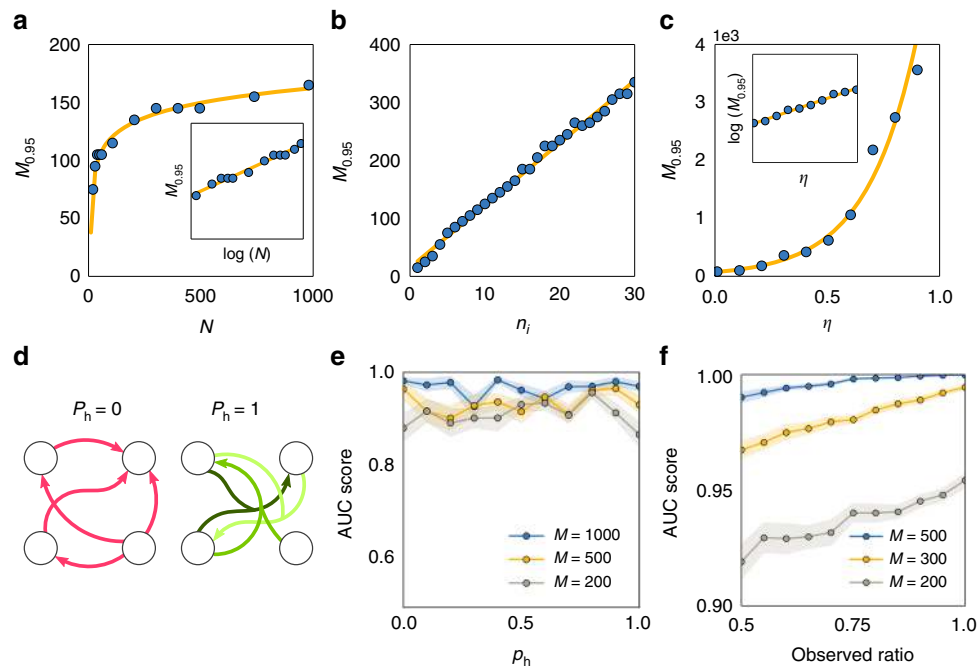 a
200
150
100
50
0
M0.95
0
500
1000
N
M0.95
log (N)
b
400
300
200
100
0
M0.95
0
10
20
30
ni
c
1e3
4
3
2
1
0
M0.95
0.0
0.5
1.0
η
log (M0.95)
η
d
Ph = 0
Ph = 1
e
1.0
0.8
0.6
AUC score
M = 1000
M = 500
M = 200
0.0
0.5
1.0
ph
f
1.00
0.95
0.90
AUC score
M = 500
M = 300
M = 200
0.5
0.75
1.0
Observed ratio